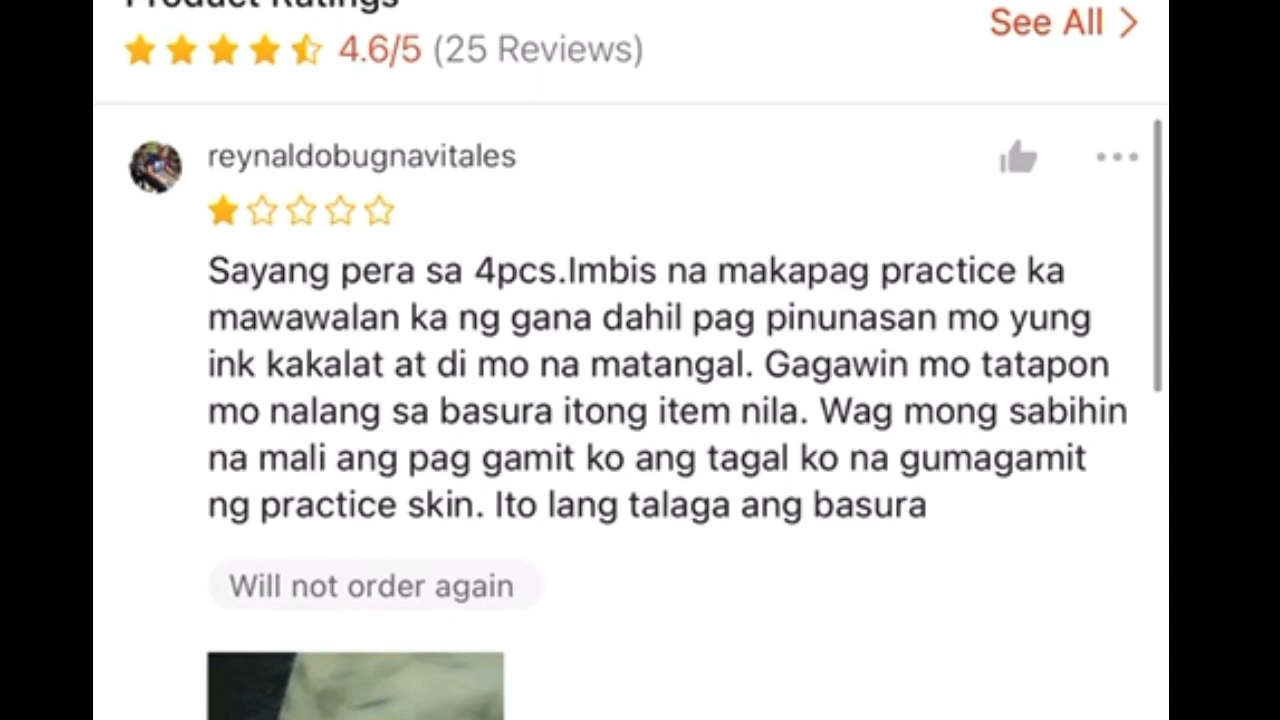 Product Ratings
4.6/5 (25 Reviews)
See All
reynaldobugnavitales
Sayang pera sa 4pcs.Imbis na makapag practice ka
mawawalan ka ng gana dahil pag pinunasan mo yung
ink kakalat at di mo na matangal. Gagawin mo tatapon
mo nalang sa basura itong item nila. Wag mong sabihin
na mali ang pag gamit ko ang tagal ko na gumagamit
ng practice skin. Ito lang talaga ang basura
Will not order again